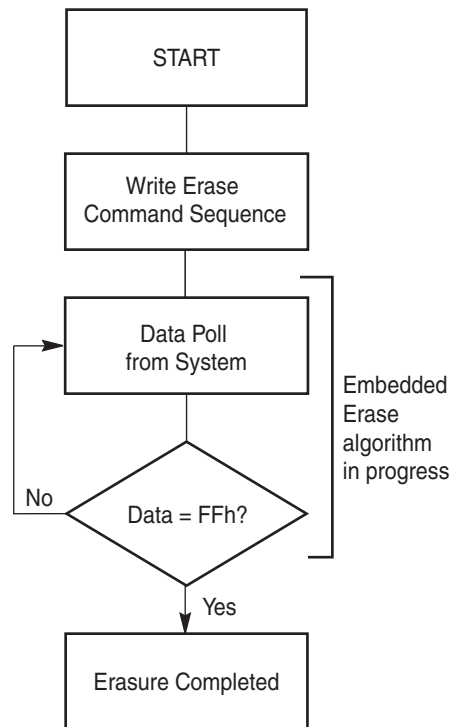 START
Write Erase
Command Sequence
Data Poll
from System
Embedded
Erase
algorithm
in progress
No
Data = FFh?
Yes
Erasure Completed